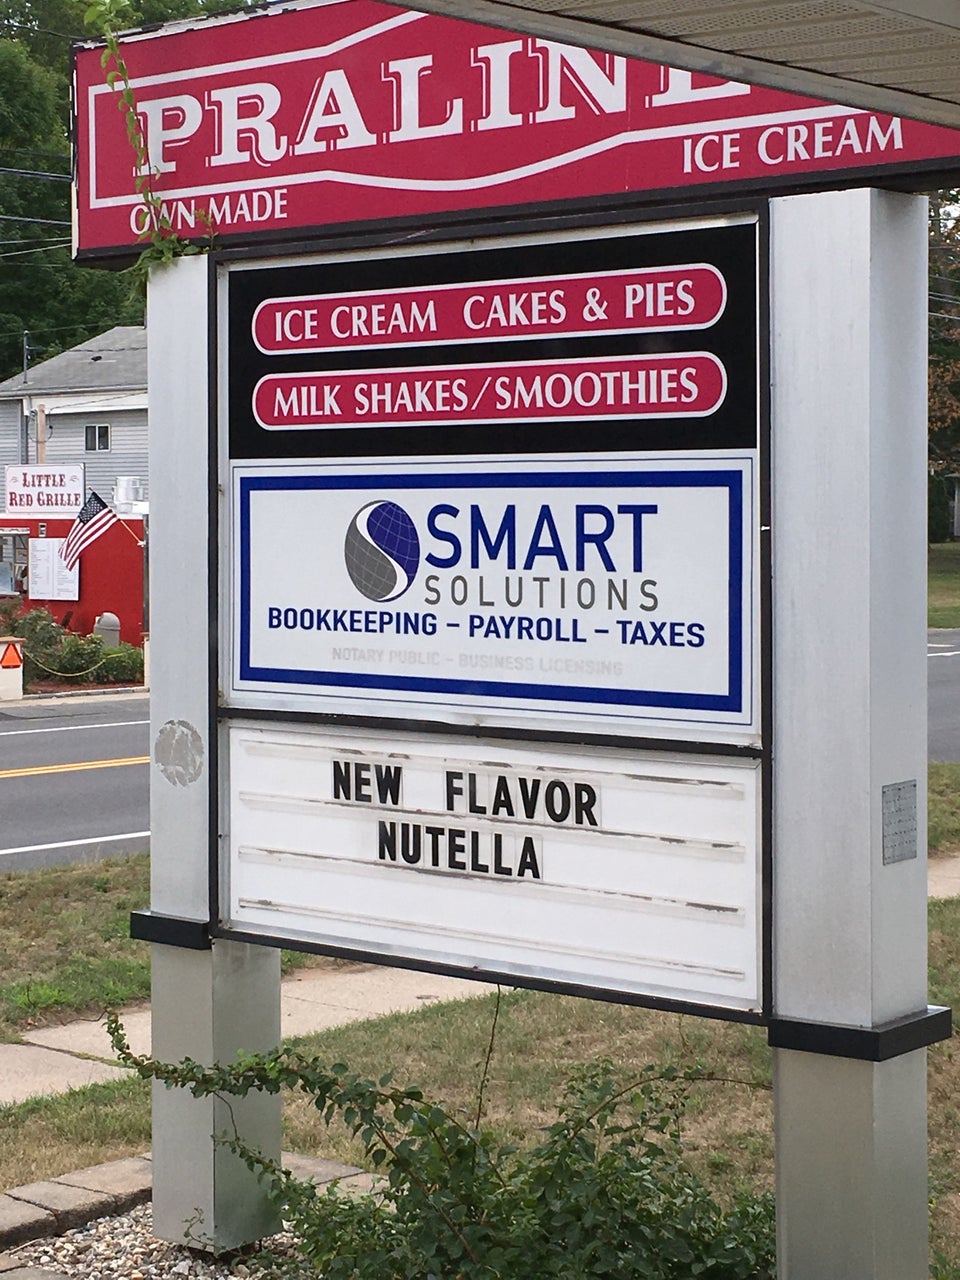 PRALINE
ICE CREAM
OWN MADE
ICE CREAM CAKES & PIES
MILK SHAKES/SMOOTHIES
SMART
SOLUTIONS
BOOKKEEPING – PAYROLL – TAXES
NOTARY PUBLIC – BUSINESS LICENSING
NEW FLAVOR
NUTELLA
LITTLE
RED GRILLE